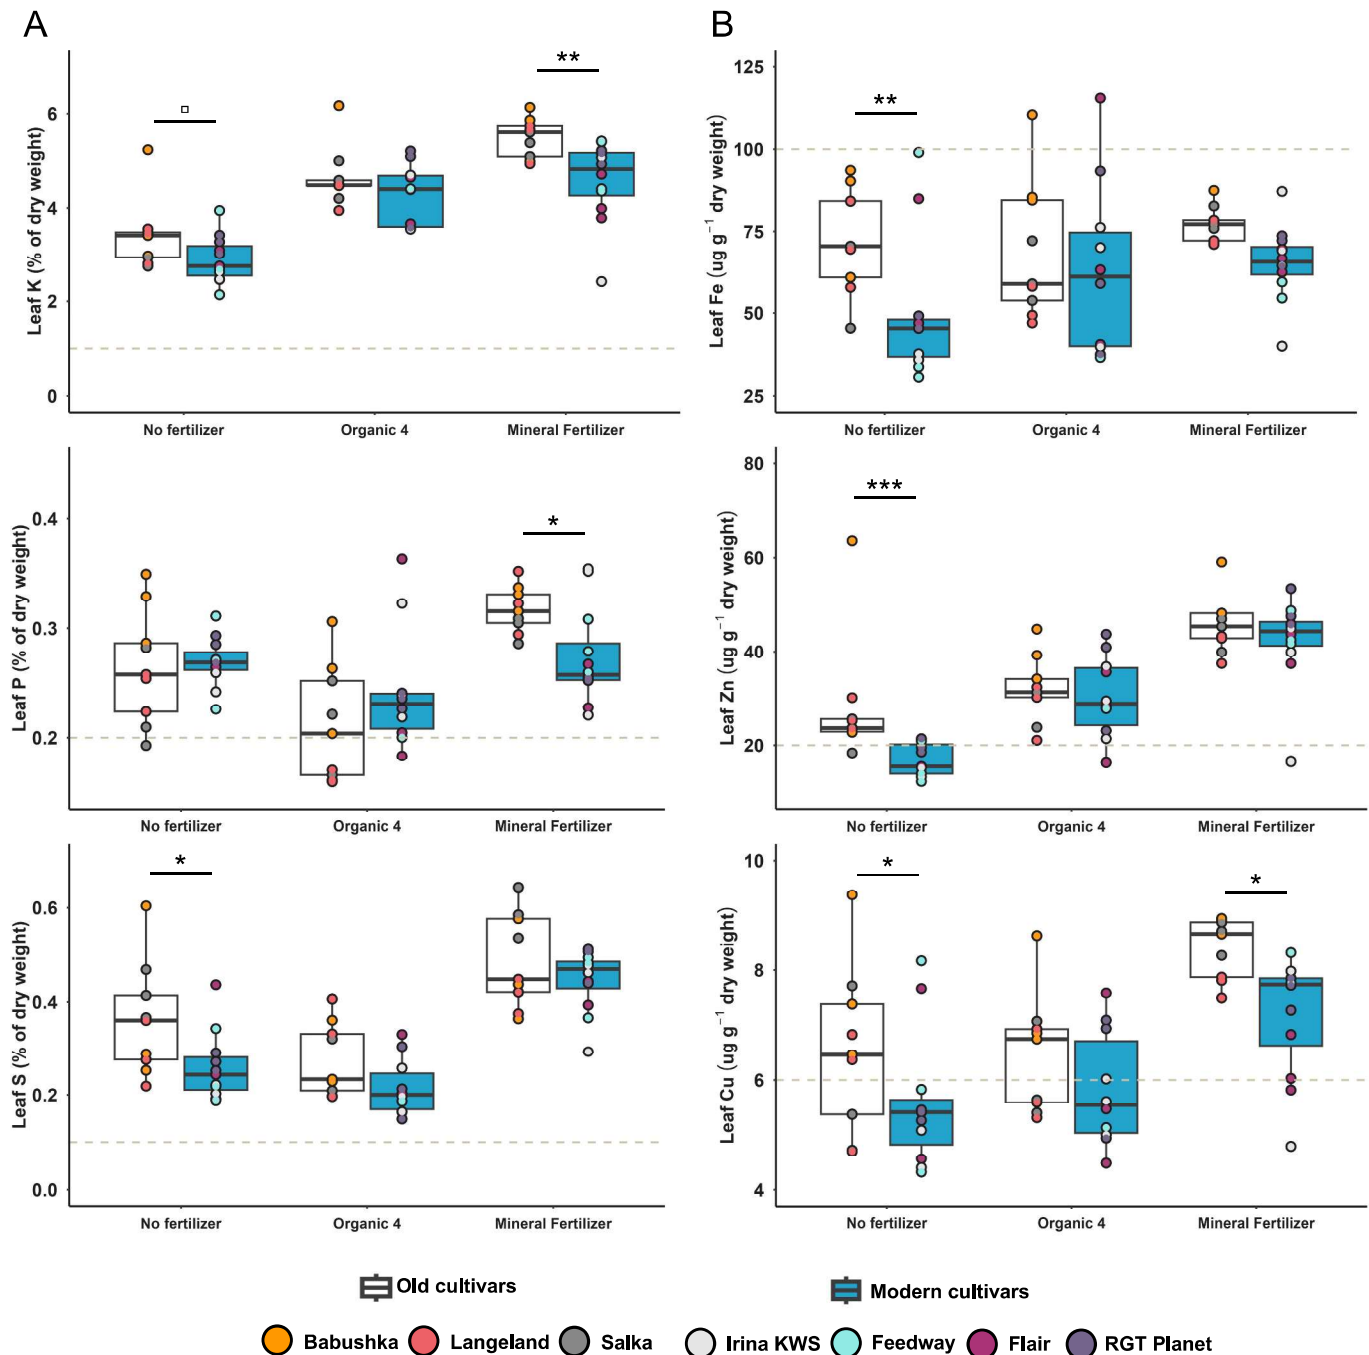 A
Leaf K (% of dry weight)
6
4
2
0
**
No fertilizer
Organic 4
Mineral Fertilizer
Leaf P (% of dry weight)
0.4
0.3
0.2
*
No fertilizer
Organic 4
Mineral Fertilizer
Leaf S (% of dry weight)
0.6
0.4
0.2
0.0
*
No fertilizer
Organic 4
Mineral Fertilizer
B
Leaf Fe (ug g⁻¹ dry weight)
125
100
75
50
25
**
No fertilizer
Organic 4
Mineral Fertilizer
Leaf Zn (ug g⁻¹ dry weight)
80
60
40
20
***
No fertilizer
Organic 4
Mineral Fertilizer
Leaf Cu (ug g⁻¹ dry weight)
10
8
6
4
*
*
No fertilizer
Organic 4
Mineral Fertilizer
Old cultivars
Modern cultivars
Babushka
Langeland
Salka
Irina KWS
Feedway
Flair
RGT Planet